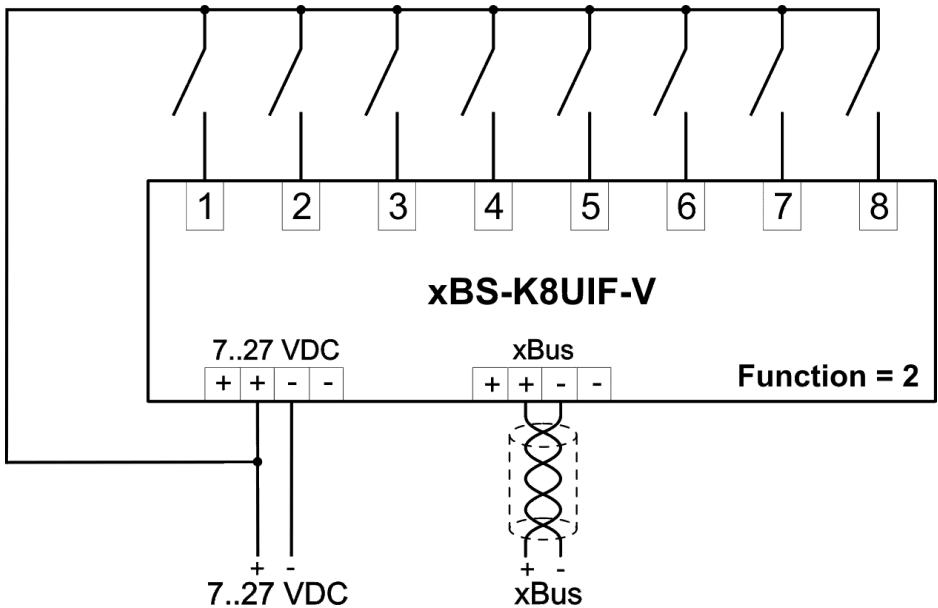 1 2 3 4 5 6 7 8
xBS-K8UIF-V
7..27 VDC xBus
+ + - - + + - - Function = 2
+ - + -
7..27 VDC xBus